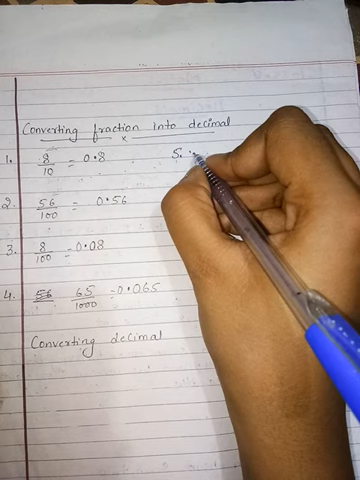 Converting fraction into decimal
×
1. 8/10 = 0.8
2. 56/100 = 0.56
3. 8/100 = 0.08
4. 65/1000 = 0.065
Converting decimal
5.